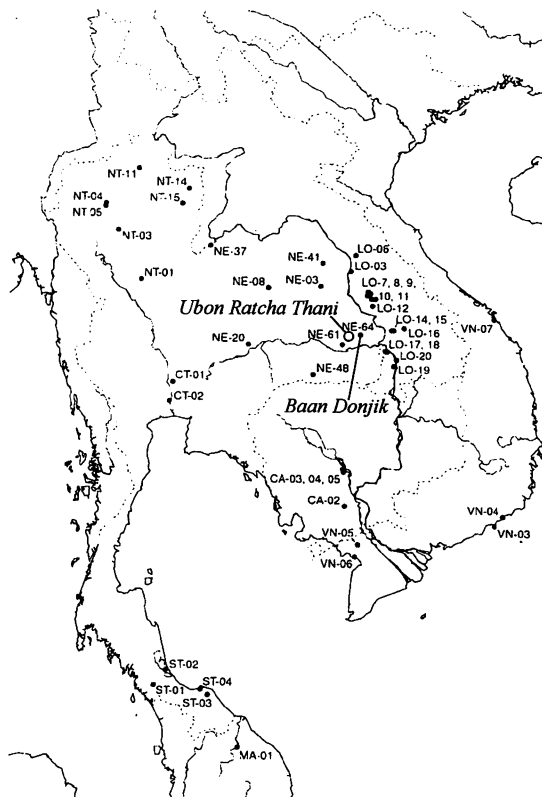 NT-11
NT-14
NT-04
NT-05
NT-15
NT-03
NE-37
NE-41
LO-06
LO-03
NT-01
NE-08
NE-03
LO-7, 8, 9,
10, 11
LO-12
Ubon Ratcha Thani
LO-14, 15
VN-07
NE-64
LO-16
NE-20
NE-61
LO-17, 18
LO-20
CT-01
NE-48
LO-19
CT-02
Baan Donjik
CA-03, 04, 05
CA-02
VN-04
VN-03
VN-05
VN-06
ST-02
ST-01
ST-04
ST-03
MA-01